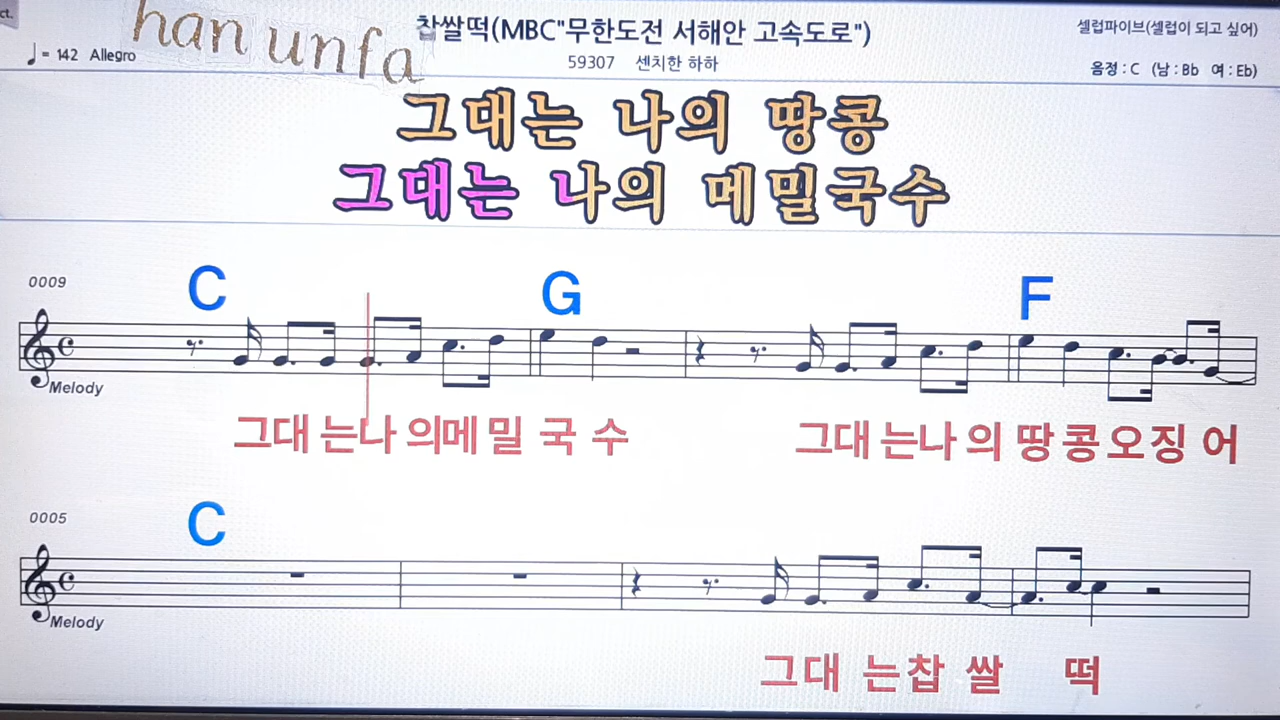 ct.
han unfa
찹쌀떡(MBC"무한도전 서해안 고속도로")
셀럽파이브(셀럽이 되고 싶어)
♩= 142 Allegro
59307 센치한 하하
음정 : C (남 : Bb 여 : Eb)
그대는 나의 땅콩
그대는 나의 메밀국수
0009
C G F
Melody
그대 는나 의메 밀 국 수 그대 는나 의 땅 콩 오 징 어
0005
C
Melody
그대 는찹 쌀 떡